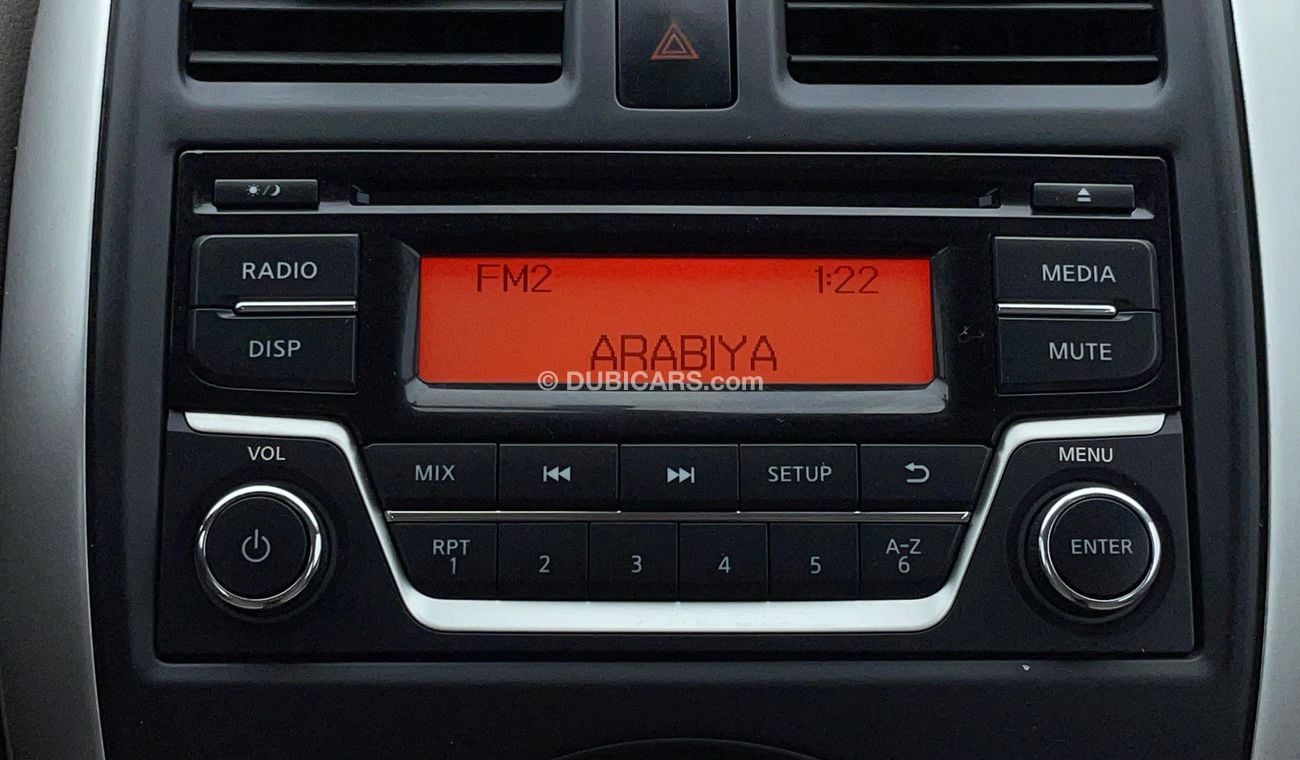 RADIO
DISP
FM2 1:22
ARABIYA
© DUBICARS.com
MEDIA
MUTE
VOL
MIX
SETUP
MENU
RPT
1
2
3
4
5
A-Z
6
ENTER